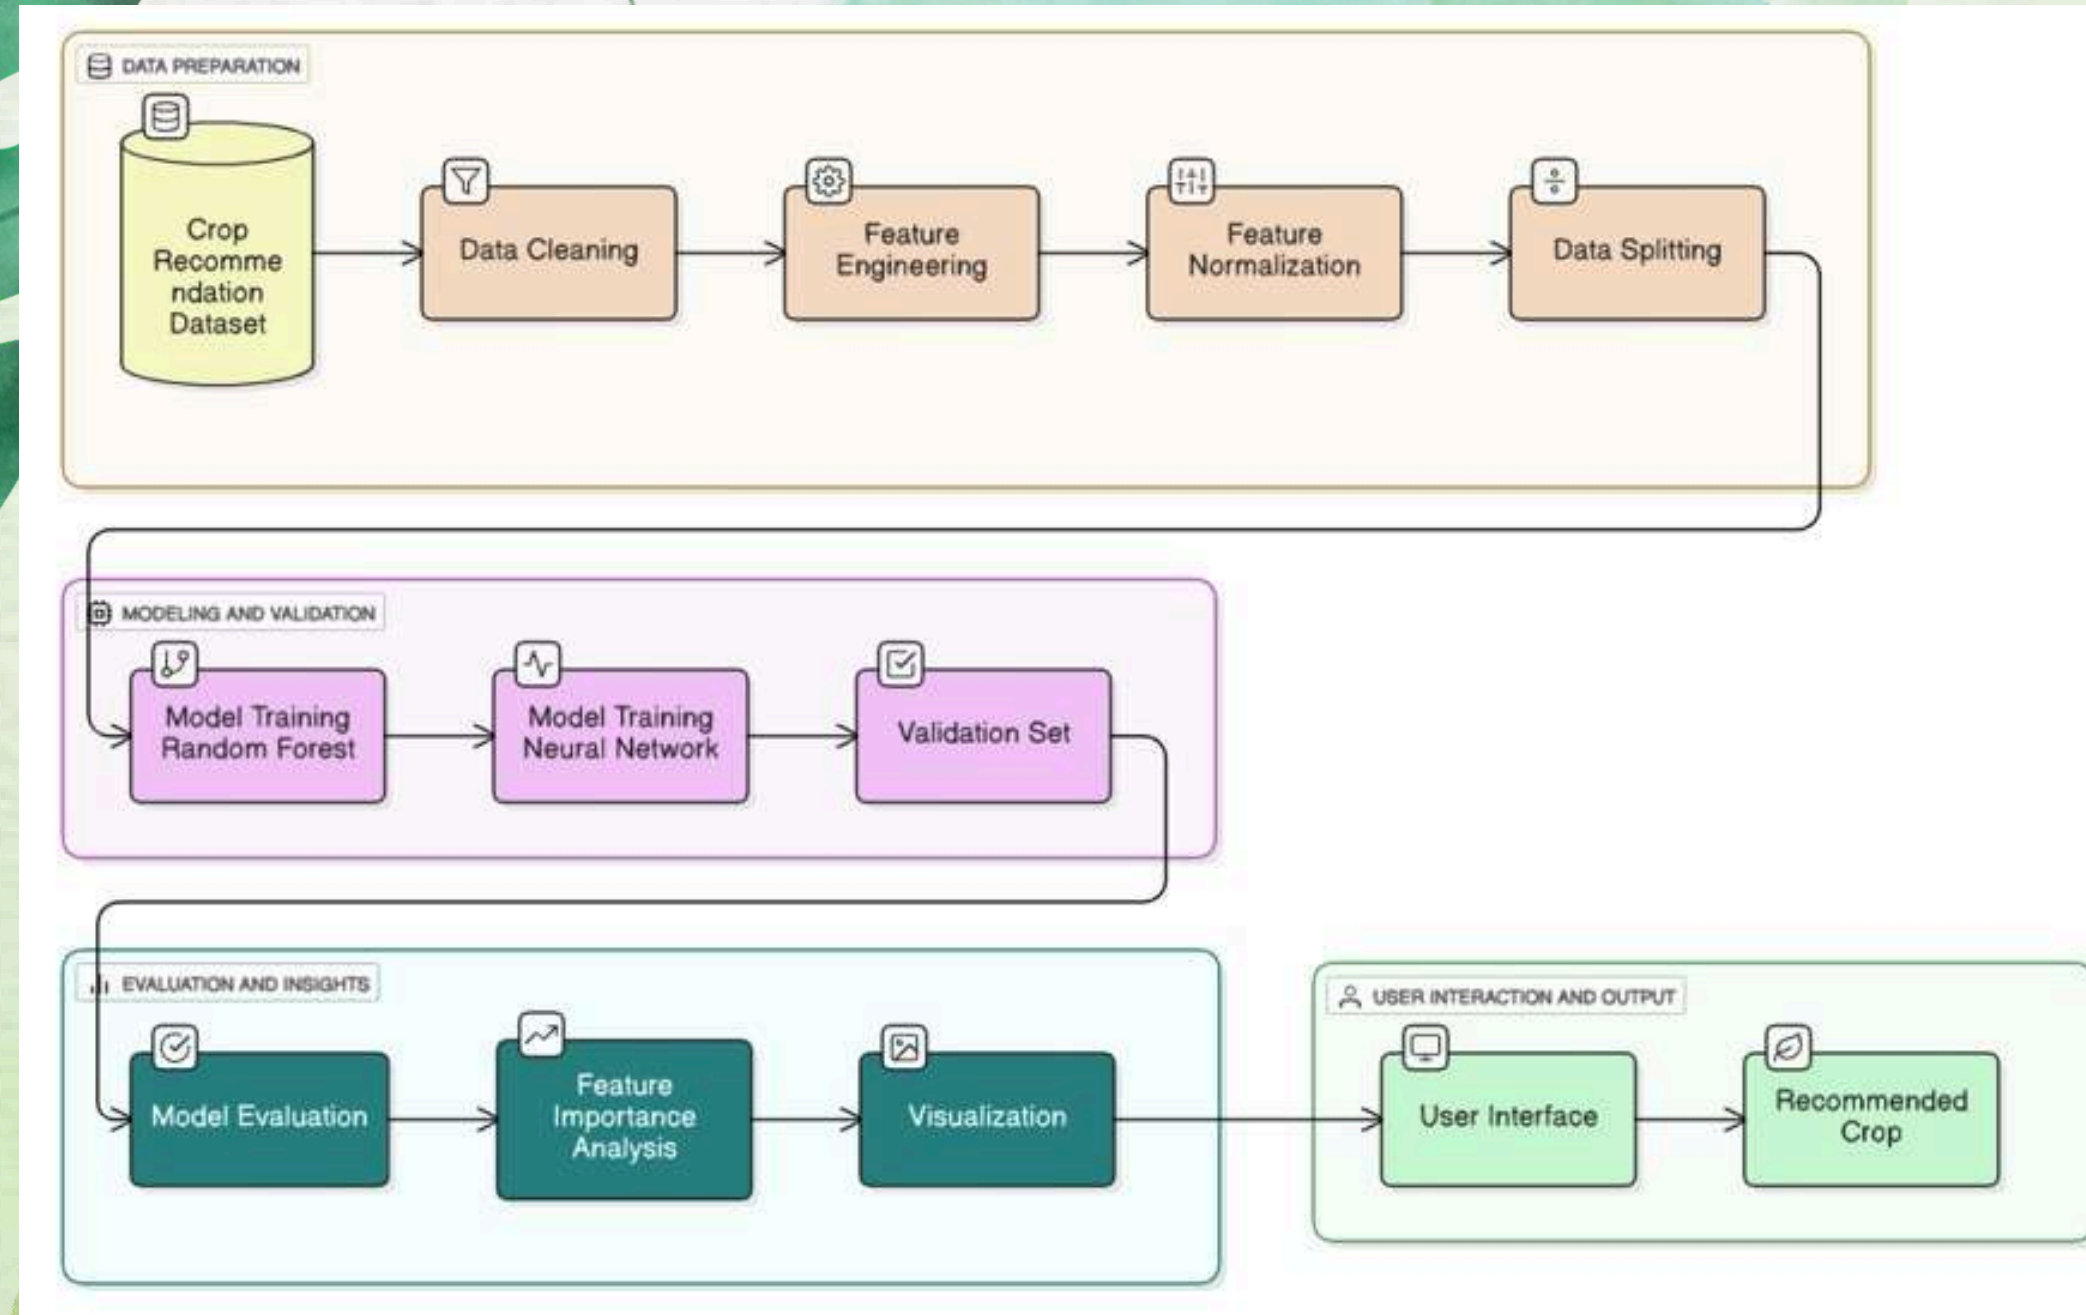 DATA PREPARATION
Crop
Recomme
ndation
Dataset
Data Cleaning
Feature
Engineering
Feature
Normalization
Data Splitting
MODELING AND VALIDATION
Model Training
Random Forest
Model Training
Neural Network
Validation Set
EVALUATION AND INSIGHTS
Model Evaluation
Feature
Importance
Analysis
Visualization
USER INTERACTION AND OUTPUT
User Interface
Recommended
Crop